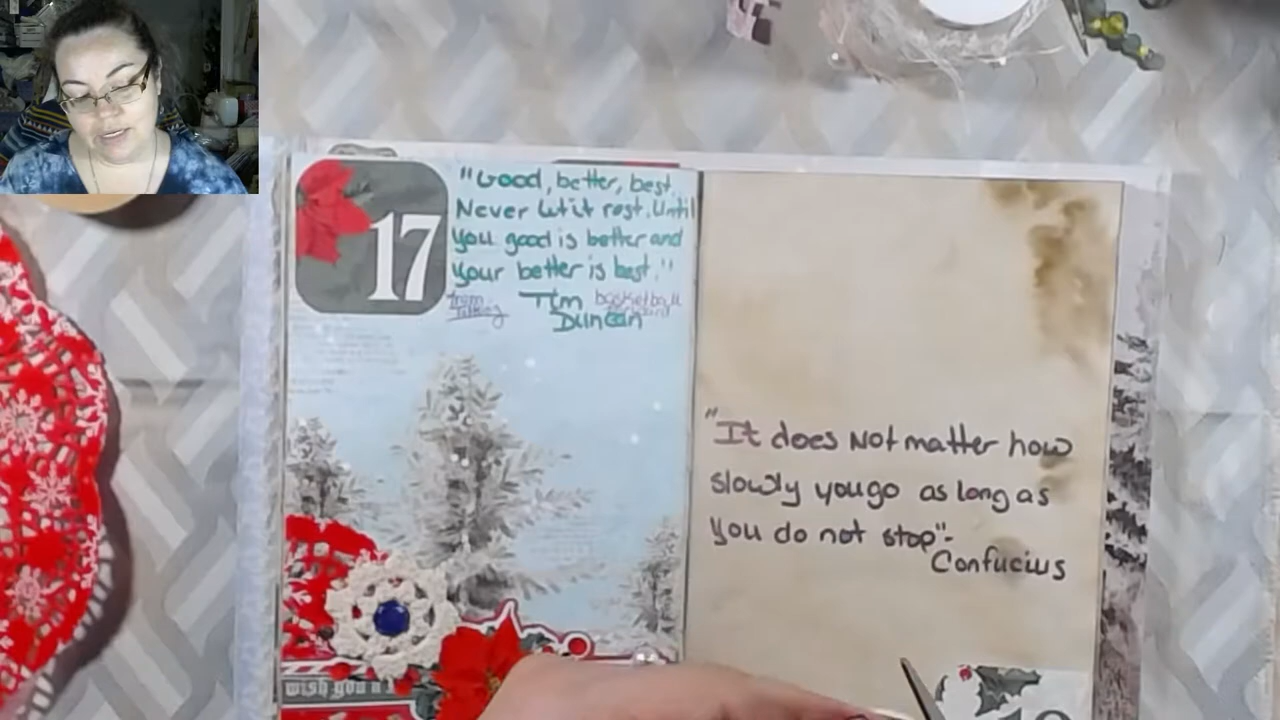 17
"Good, better, best.
Never let it rest. Until
you good is better and
your better is best."
from
Tim basketball
Duncan
"It does Not matter how
slowly you go as long as
you do not stop"-
Confucius
wish you a